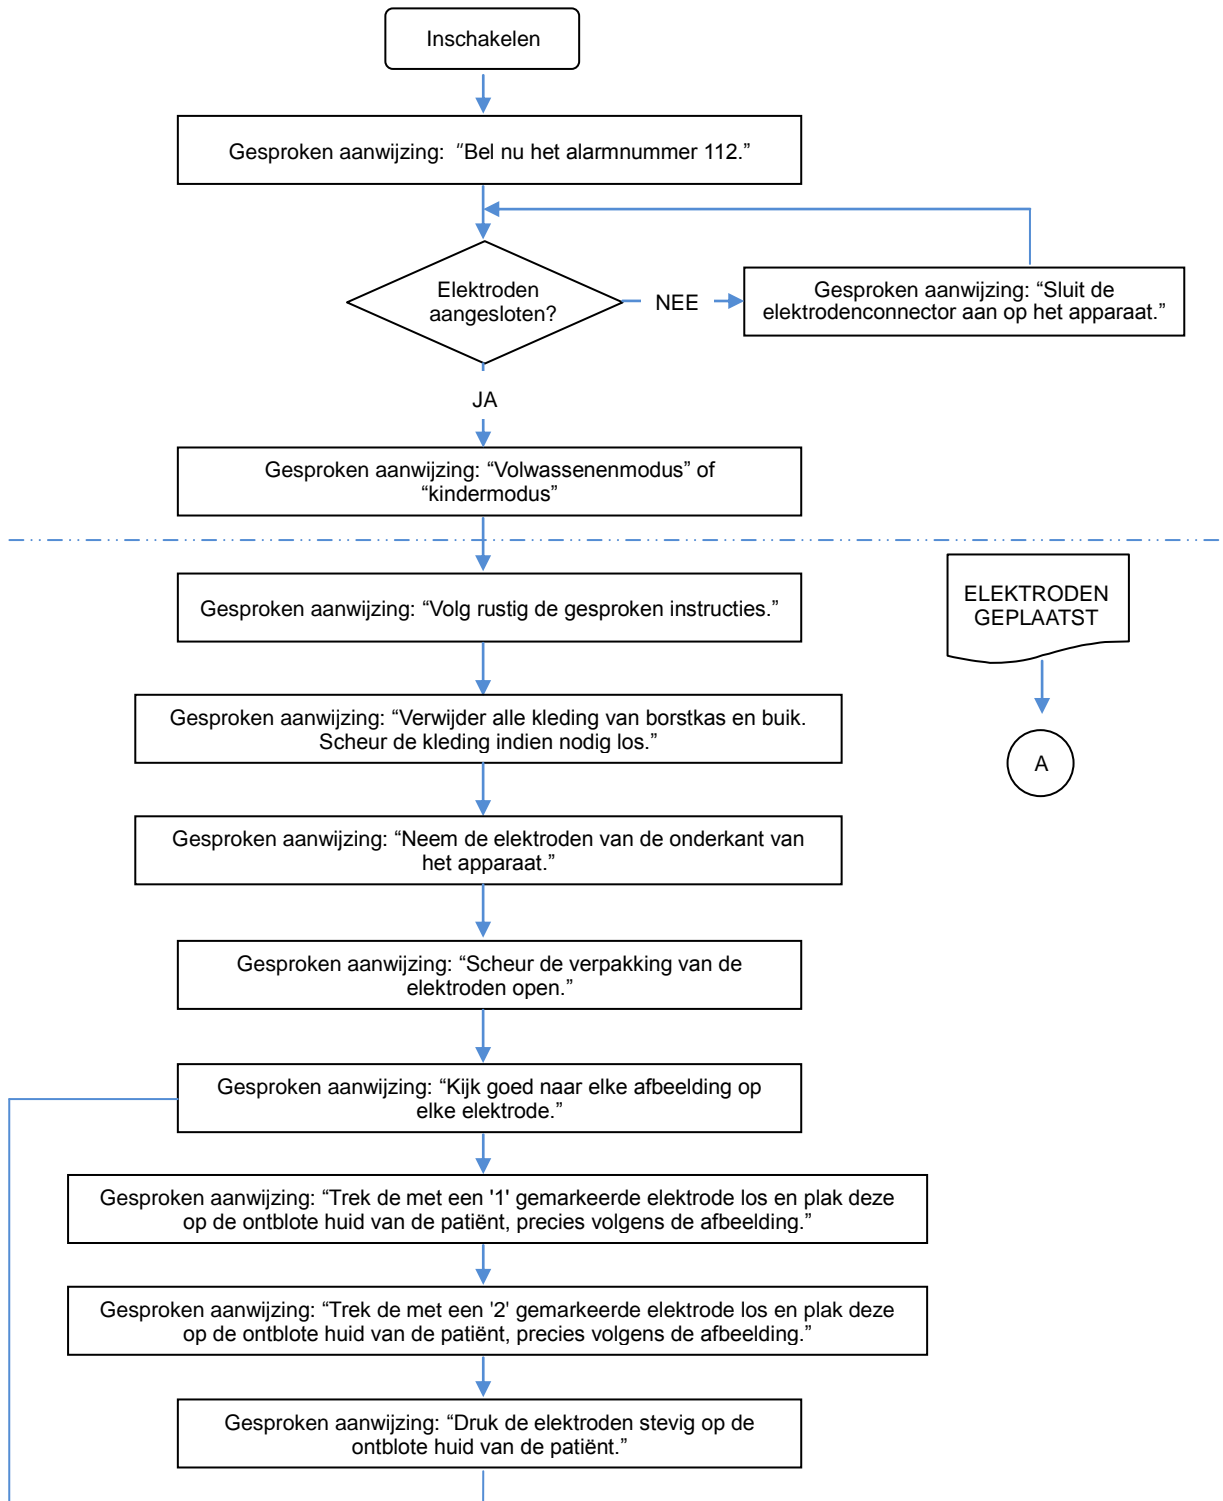 Inschakelen
Gesproken aanwijzing: “Bel nu het alarmnummer 112.”
Elektroden
aangesloten?
NEE
Gesproken aanwijzing: “Sluit de
elektrodenconnector aan op het apparaat.”
JA
Gesproken aanwijzing: “Volwassenenmodus” of
“kindermodus”
Gesproken aanwijzing: “Volg rustig de gesproken instructies.”
ELEKTRODEN
GEPLAATST
Gesproken aanwijzing: “Verwijder alle kleding van borstkas en buik.
Scheur de kleding indien nodig los.”
A
Gesproken aanwijzing: “Neem de elektroden van de onderkant van
het apparaat.”
Gesproken aanwijzing: “Scheur de verpakking van de
elektroden open.”
Gesproken aanwijzing: “Kijk goed naar elke afbeelding op
elke elektrode.”
Gesproken aanwijzing: “Trek de met een '1' gemarkeerde elektrode los en plak deze
op de ontblote huid van de patiënt, precies volgens de afbeelding.”
Gesproken aanwijzing: “Trek de met een '2' gemarkeerde elektrode los en plak deze
op de ontblote huid van de patiënt, precies volgens de afbeelding.”
Gesproken aanwijzing: “Druk de elektroden stevig op de
ontblote huid van de patiënt.”